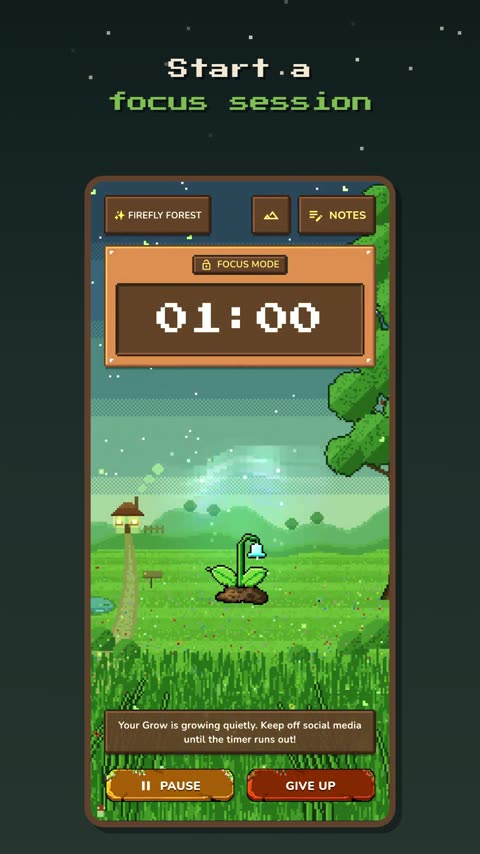 Start a
focus session
FIREFLY FOREST
NOTES
FOCUS MODE
01:00
Your Grow is growing quietly. Keep off social media
until the timer runs out!
PAUSE
GIVE UP